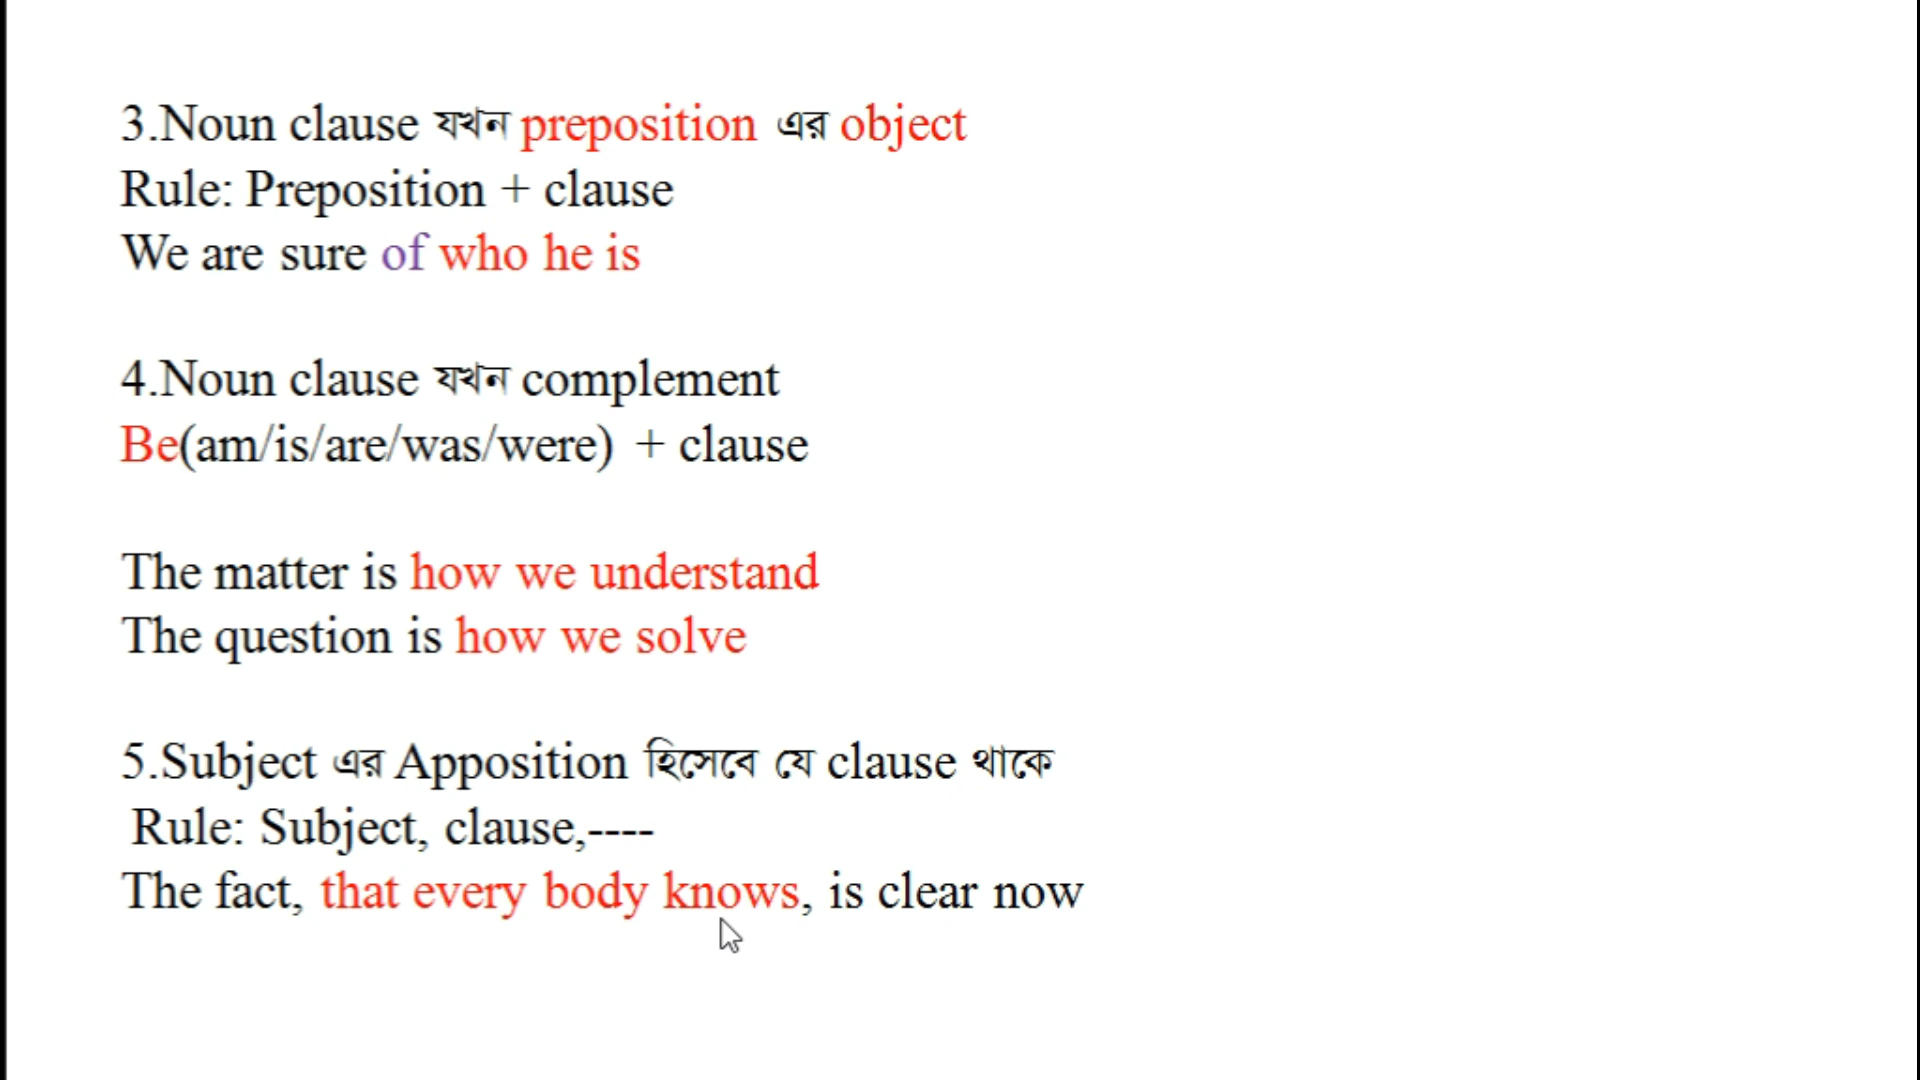 3.Noun clause যখন preposition এর object
Rule: Preposition + clause
We are sure of who he is
4.Noun clause যখন complement
Be(am/is/are/was/were) + clause
The matter is how we understand
The question is how we solve
5.Subject এর Apposition হিসেবে যে clause থাকে
Rule: Subject, clause,----
The fact, that every body knows, is clear now